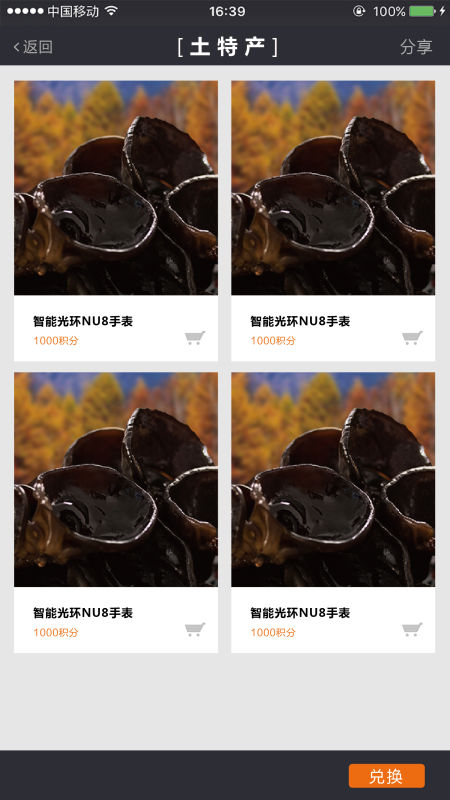 中国移动 16:39 100%
返回 [土特产] 分享
智能光环NU8手表 智能光环NU8手表
1000积分 1000积分
智能光环NU8手表 智能光环NU8手表
1000积分 1000积分
兑换